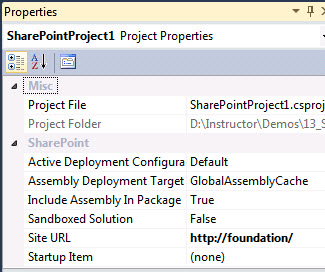 Properties
SharePointProject1 Project Properties
Misc
Project File SharePointProject1.csproj
Project Folder D:\Instructor\Demos\13_S
SharePoint
Active Deployment Configura Default
Assembly Deployment Target GlobalAssemblyCache
Include Assembly In Package True
Sandboxed Solution False
Site URL http://foundation/
Startup Item (none)